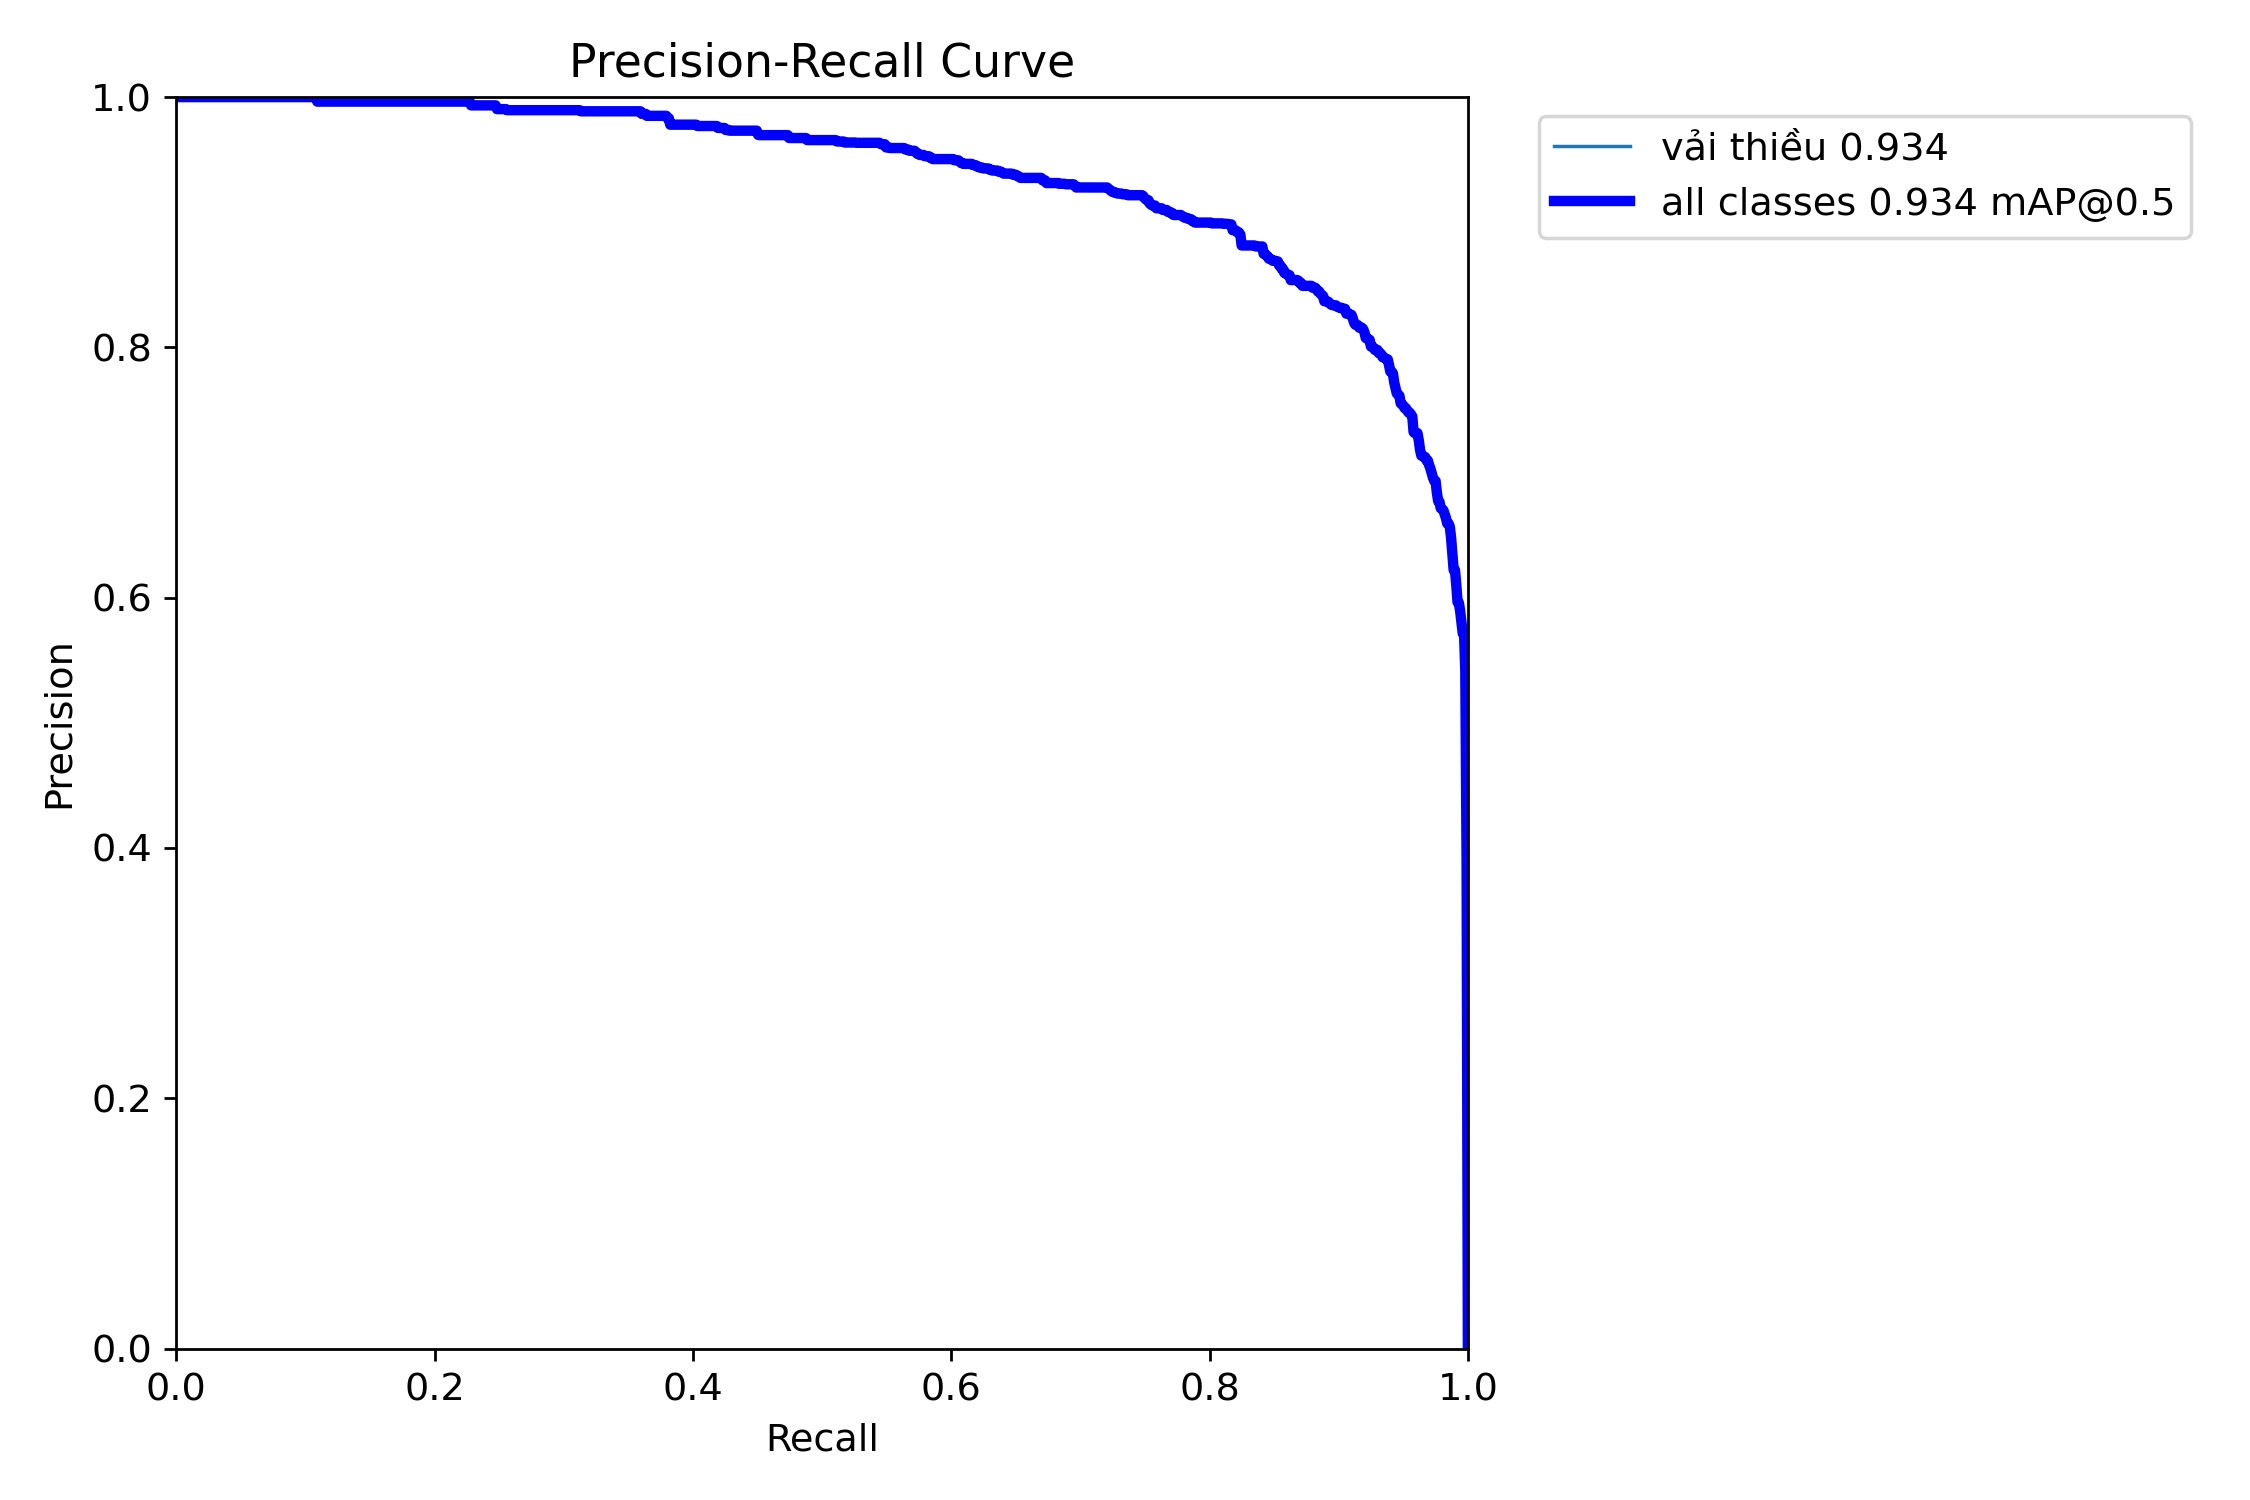 Precision-Recall Curve
1.0
0.8
0.6
0.4
0.2
0.0
Precision
0.0 0.2 0.4 0.6 0.8 1.0
Recall
vải thiều 0.934
all classes 0.934 mAP@0.5